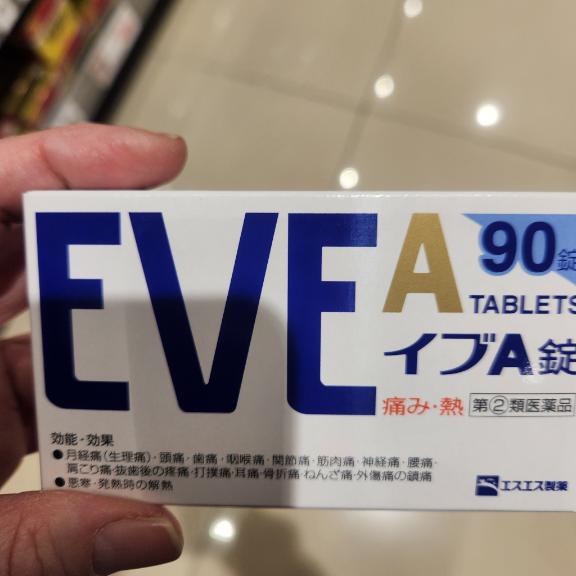 EVE A
90錠
TABLETS
イブA錠
痛み・熱 第②類医薬品
効能・効果
●月経痛(生理痛)・頭痛・歯痛・咽喉痛・関節痛・筋肉痛・神経痛・腰痛・
肩こり痛・抜歯後の疼痛・打撲痛・耳痛・骨折痛・ねんざ痛・外傷痛の鎮痛
●悪寒・発熱時の解熱
エスエス製薬